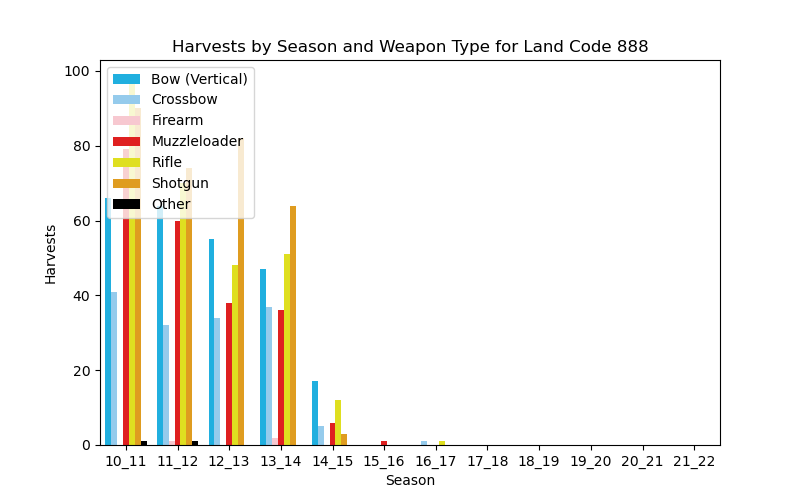 Harvests by Season and Weapon Type for Land Code 888
100
80
60
40
20
0
Harvests
Bow (Vertical)
Crossbow
Firearm
Muzzleloader
Rifle
Shotgun
Other
10_11 11_12 12_13 13_14 14_15 15_16 16_17 17_18 18_19 19_20 20_21 21_22
Season